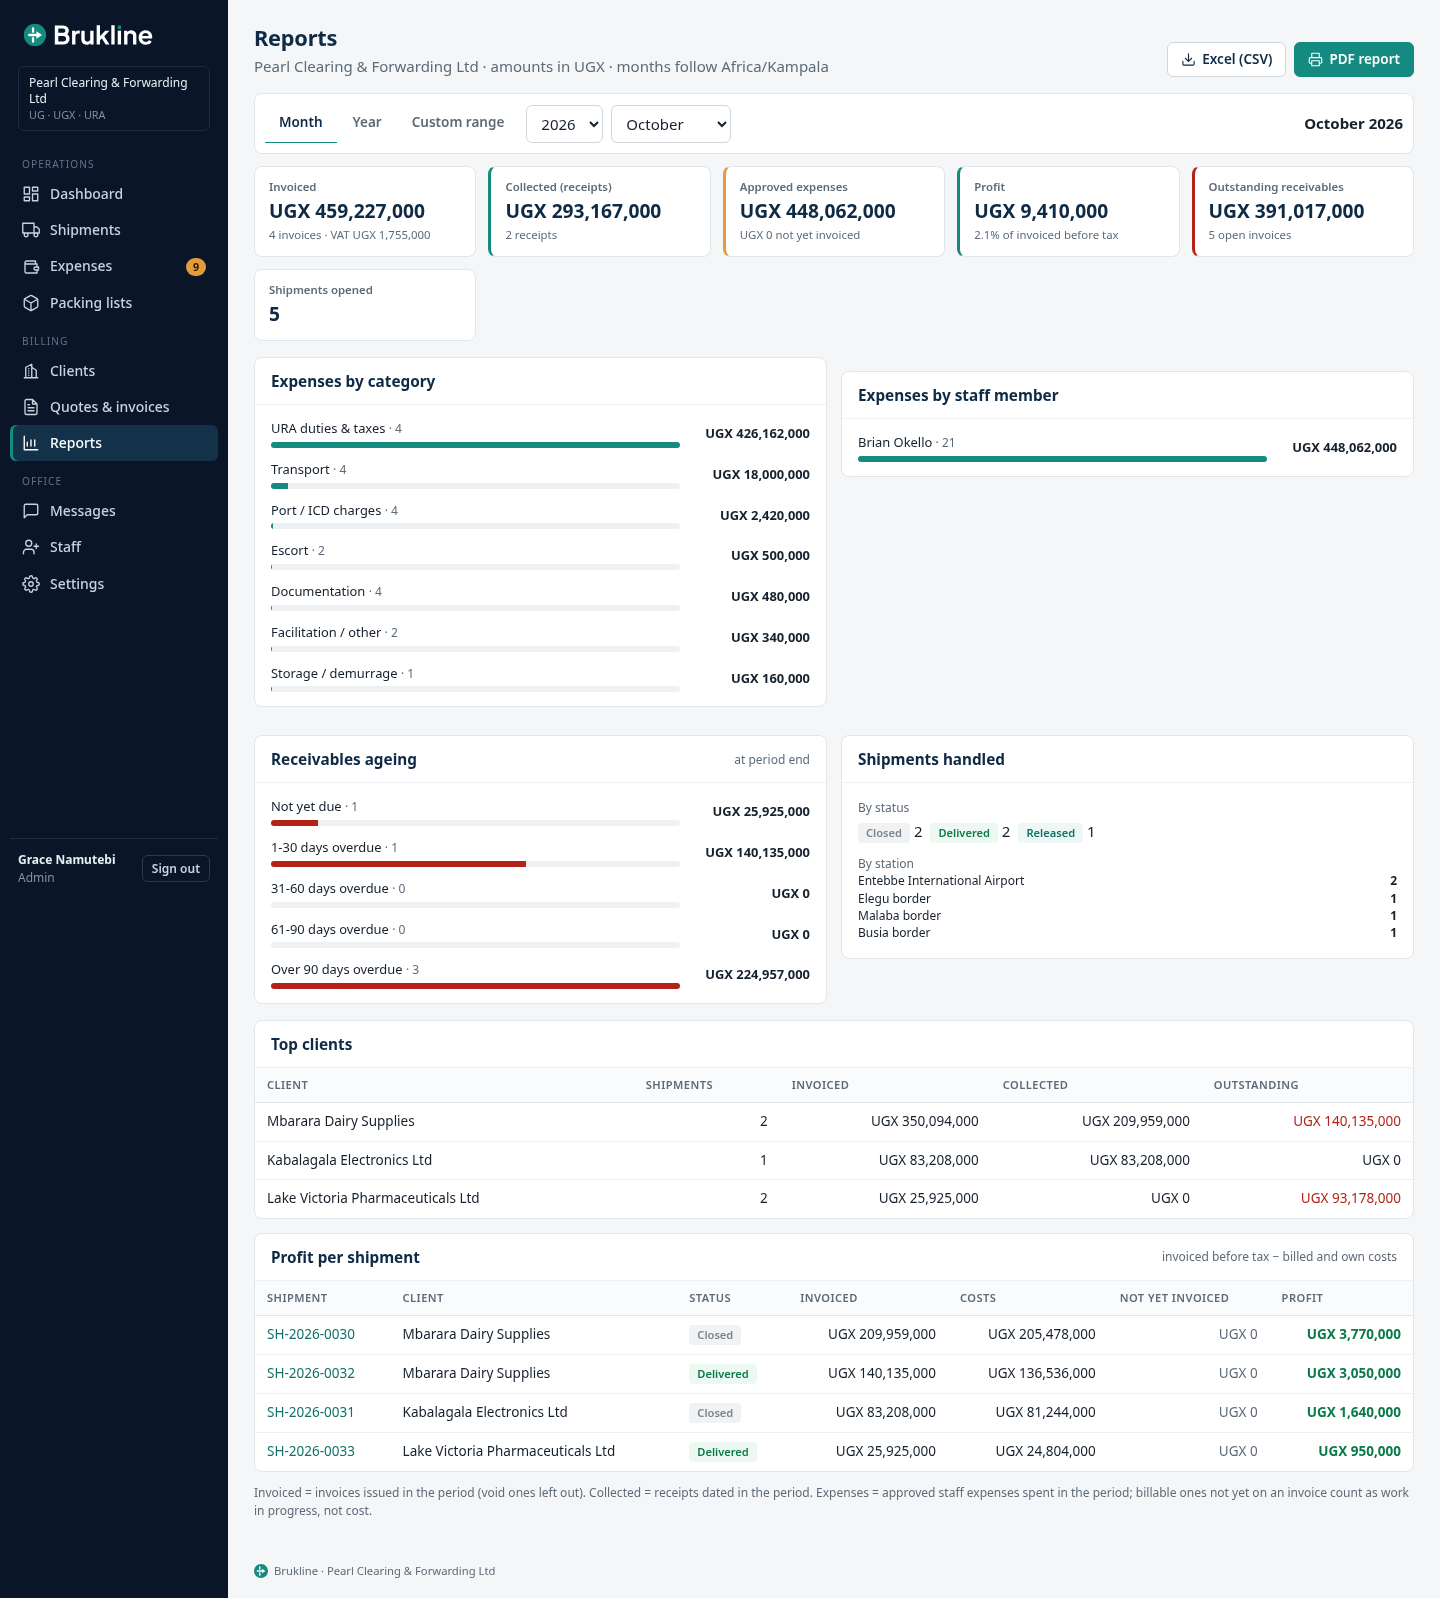 Brukline
Pearl Clearing & Forwarding
Ltd
UG · UGX · URA
OPERATIONS
Dashboard
Shipments
Expenses 9
Packing lists
BILLING
Clients
Quotes & invoices
Reports
OFFICE
Messages
Staff
Settings
Grace Namutebi
Admin
Sign out
Reports
Pearl Clearing & Forwarding Ltd · amounts in UGX · months follow Africa/Kampala
Excel (CSV)
PDF report
Month Year Custom range 2026 October October 2026
Invoiced
UGX 459,227,000
4 invoices · VAT UGX 1,755,000
Collected (receipts)
UGX 293,167,000
2 receipts
Approved expenses
UGX 448,062,000
UGX 0 not yet invoiced
Profit
UGX 9,410,000
2.1% of invoiced before tax
Outstanding receivables
UGX 391,017,000
5 open invoices
Shipments opened
5
Expenses by category
URA duties & taxes · 4 UGX 426,162,000
Transport · 4 UGX 18,000,000
Port / ICD charges · 4 UGX 2,420,000
Escort · 2 UGX 500,000
Documentation · 4 UGX 480,000
Facilitation / other · 2 UGX 340,000
Storage / demurrage · 1 UGX 160,000
Expenses by staff member
Brian Okello · 21 UGX 448,062,000
Receivables ageing at period end
Not yet due · 1 UGX 25,925,000
1-30 days overdue · 1 UGX 140,135,000
31-60 days overdue · 0 UGX 0
61-90 days overdue · 0 UGX 0
Over 90 days overdue · 3 UGX 224,957,000
Shipments handled
By status
Closed 2 Delivered 2 Released 1
By station
Entebbe International Airport 2
Elegu border 1
Malaba border 1
Busia border 1
Top clients
CLIENT SHIPMENTS INVOICED COLLECTED OUTSTANDING
Mbarara Dairy Supplies 2 UGX 350,094,000 UGX 209,959,000 UGX 140,135,000
Kabalagala Electronics Ltd 1 UGX 83,208,000 UGX 83,208,000 UGX 0
Lake Victoria Pharmaceuticals Ltd 2 UGX 25,925,000 UGX 0 UGX 93,178,000
Profit per shipment invoiced before tax − billed and own costs
SHIPMENT CLIENT STATUS INVOICED COSTS NOT YET INVOICED PROFIT
SH-2026-0030 Mbarara Dairy Supplies Closed UGX 209,959,000 UGX 205,478,000 UGX 0 UGX 3,770,000
SH-2026-0032 Mbarara Dairy Supplies Delivered UGX 140,135,000 UGX 136,536,000 UGX 0 UGX 3,050,000
SH-2026-0031 Kabalagala Electronics Ltd Closed UGX 83,208,000 UGX 81,244,000 UGX 0 UGX 1,640,000
SH-2026-0033 Lake Victoria Pharmaceuticals Ltd Delivered UGX 25,925,000 UGX 24,804,000 UGX 0 UGX 950,000
Invoiced = invoices issued in the period (void ones left out). Collected = receipts dated in the period. Expenses = approved staff expenses spent in the period; billable ones not yet on an invoice count as work
in progress, not cost.
Brukline · Pearl Clearing & Forwarding Ltd